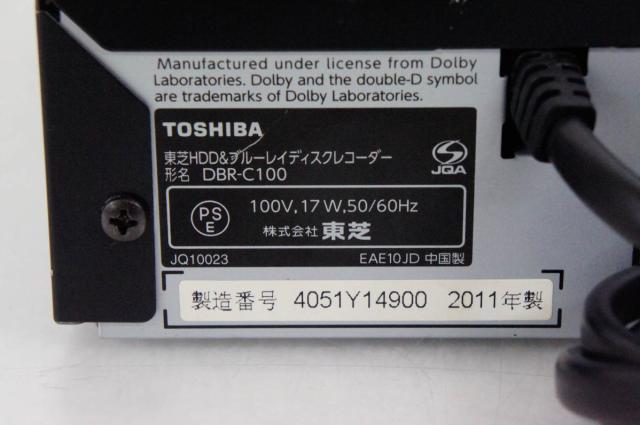 Manufactured under license from Dolby
Laboratories. Dolby and the double-D symbol
are trademarks of Dolby Laboratories.
TOSHIBA
東芝HDD&ブルーレイディスクレコーダー
形名 DBR-C100
JQA
PS
E
100V, 17W, 50/60Hz
株式会社 東芝
JQ10023
EAE10JD 中国製
製造番号 4051Y14900 2011年製